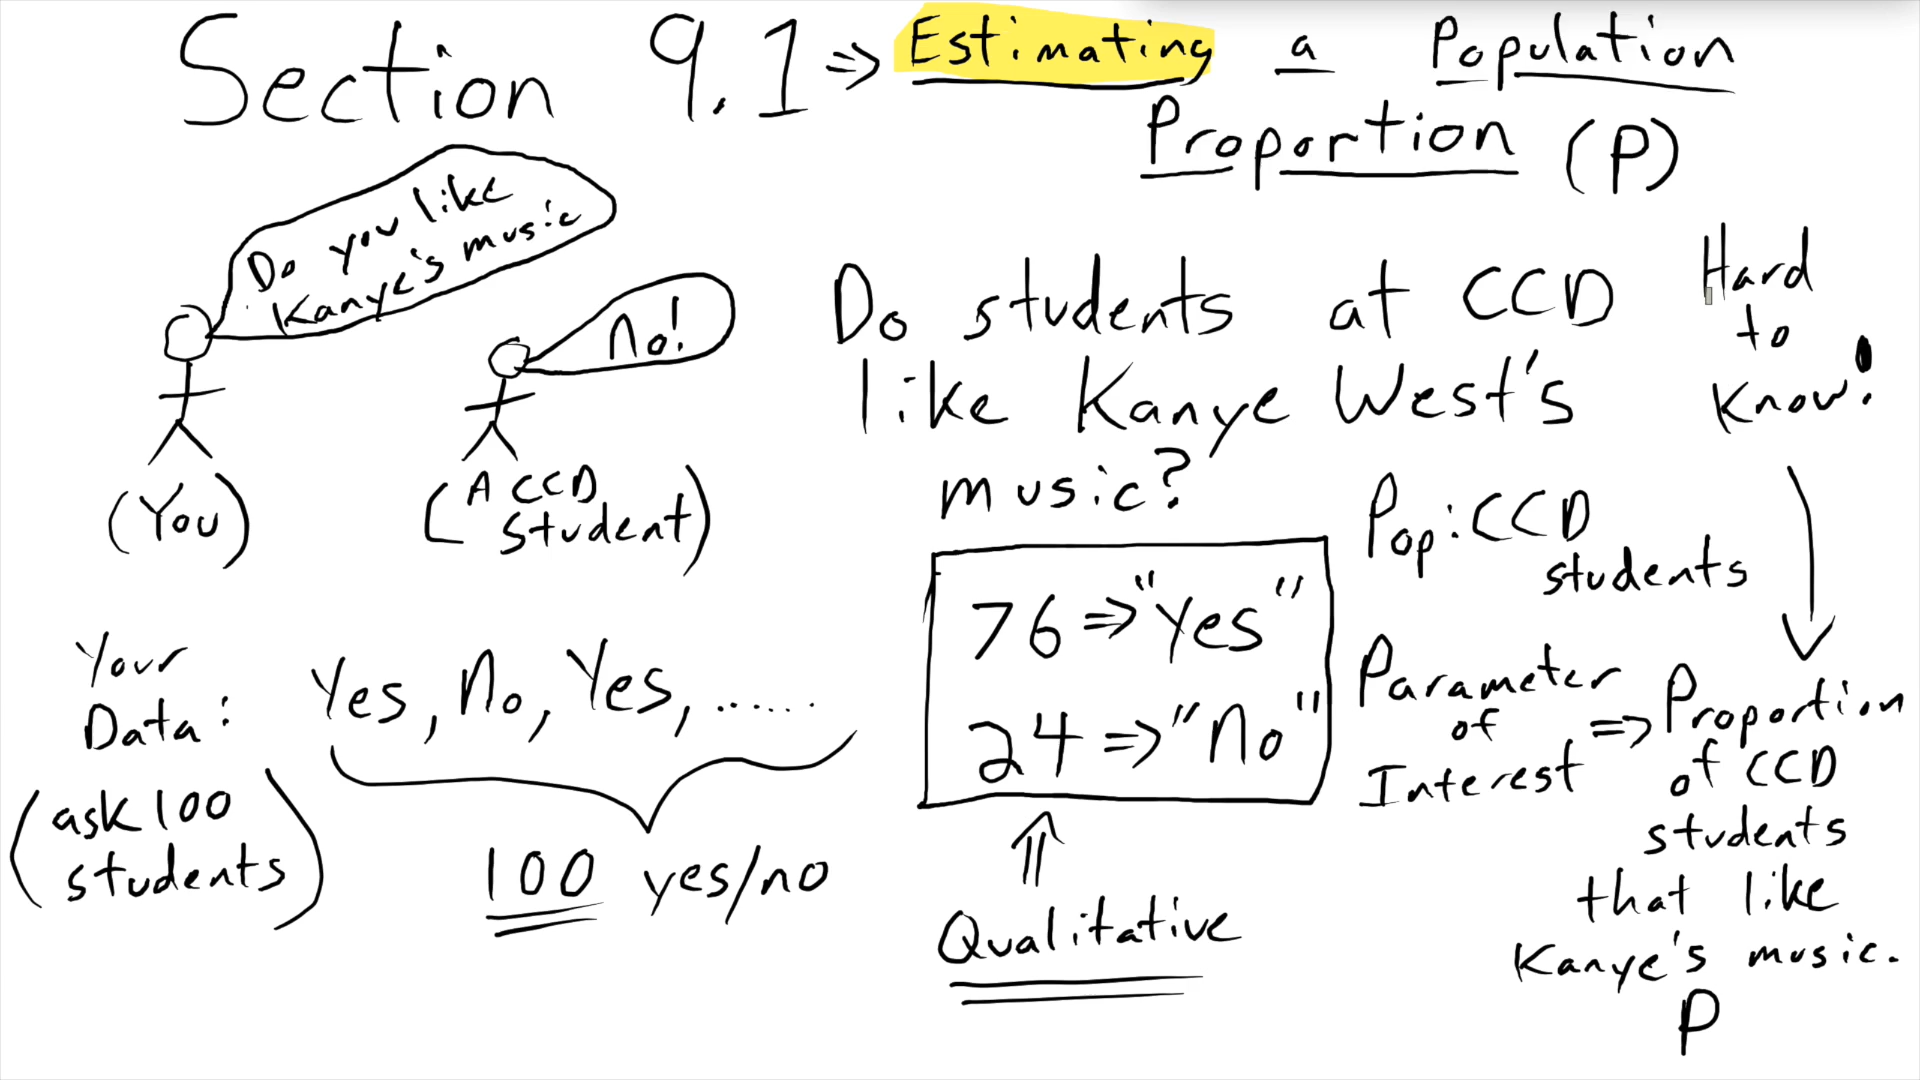 Section 9.1 => Estimating a Population
Proportion (P)
Do you like
Kanye's music
No!
(You)
(A CCD
student)
Do students at CCD
like Kanye West's
music?
Hard
to
know!
Pop: CCD
students
76 => "Yes"
24 => "No"
Qualitative
Your
Data:
Yes, No, Yes, ......
(ask 100
students)
100 yes/no
Parameter
of
Interest
=> Proportion
of CCD
students
that like
Kanye's music.
P